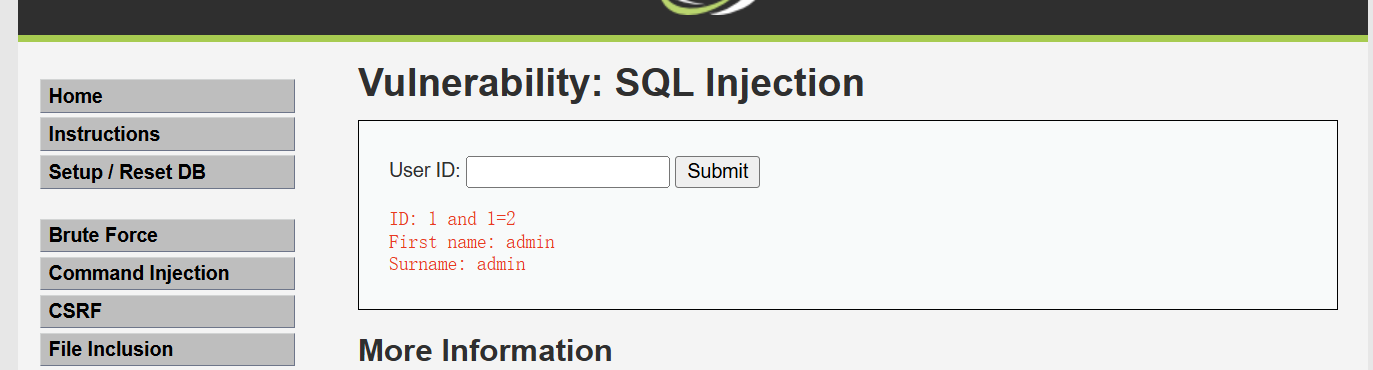 Home
Instructions
Setup / Reset DB
Brute Force
Command Injection
CSRF
File Inclusion
Vulnerability: SQL Injection
User ID: Submit
ID: 1 and 1=2
First name: admin
Surname: admin
More Information